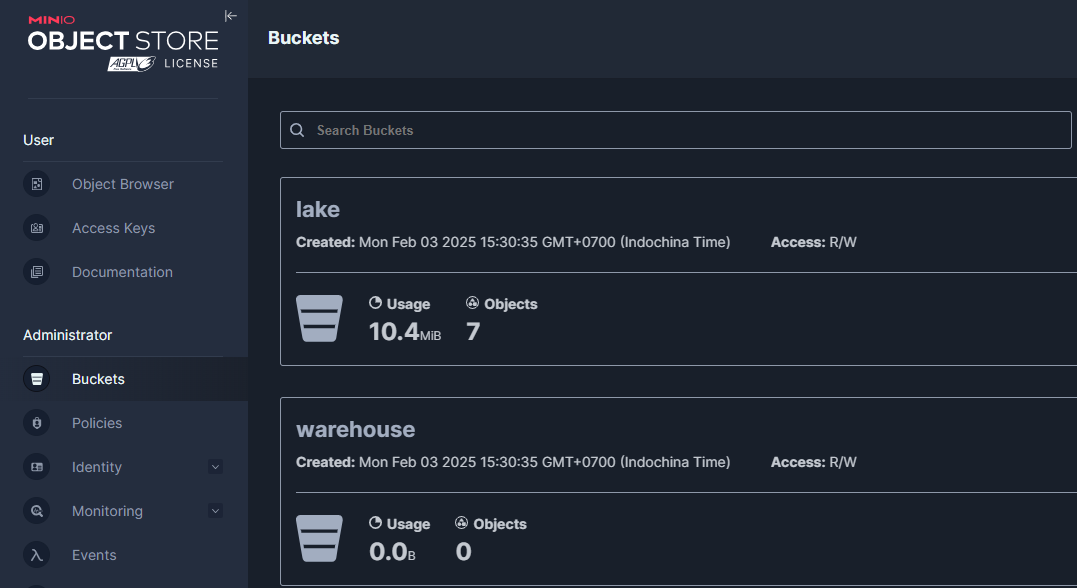 MINIO
OBJECT STORE
AGPL LICENSE
User
Object Browser
Access Keys
Documentation
Administrator
Buckets
Policies
Identity
Monitoring
Events
Buckets
Search Buckets
lake
Created: Mon Feb 03 2025 15:30:35 GMT+0700 (Indochina Time) Access: R/W
Usage Objects
10.4MiB 7
warehouse
Created: Mon Feb 03 2025 15:30:35 GMT+0700 (Indochina Time) Access: R/W
Usage Objects
0.0B 0